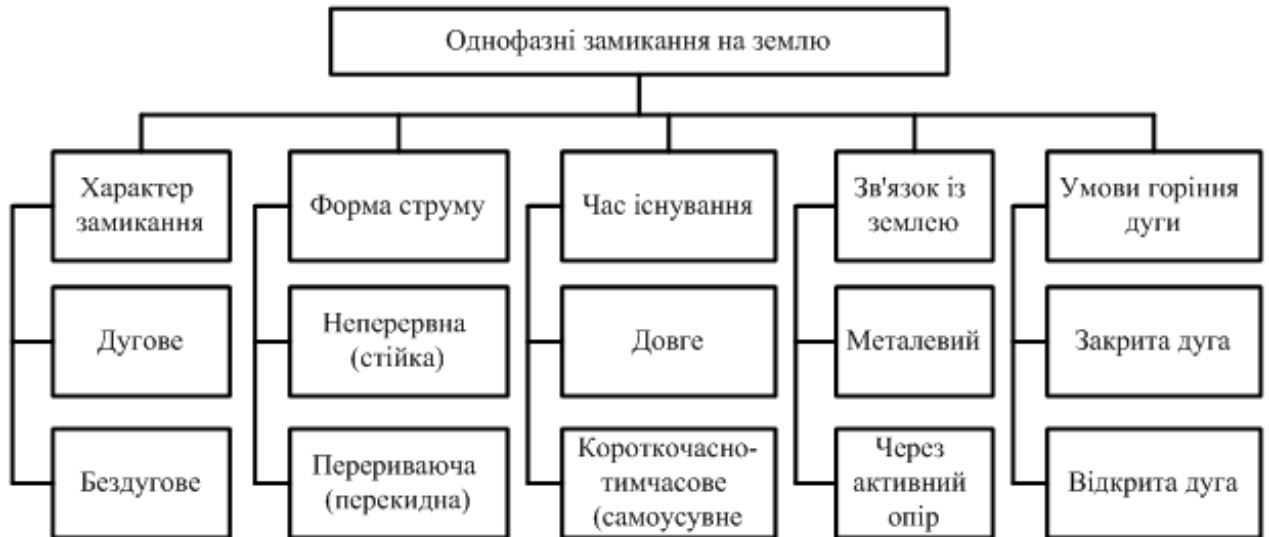 Однофазні замикання на землю
Характер
замикання
Форма струму
Час існування
Зв'язок із
землею
Умови горіння
дуги
Дугове
Неперервна
(стійка)
Довге
Металевий
Закрита дуга
Бездугове
Перериваюча
(перекидна)
Короткочасно-
тимчасове
(самоусувне
Через
активний
опір
Відкрита дуга